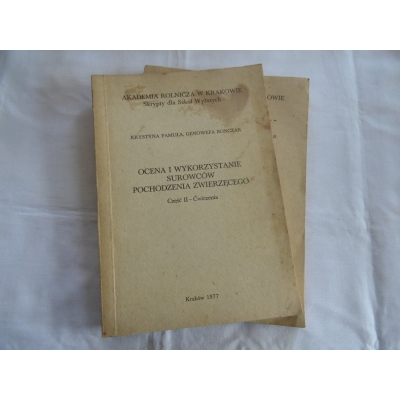 AKADEMIA ROLNICZA W KRAKOWIE
Skrypty dla Szkół Wyższych
KRYSTYNA PAMUŁA, GENOWEFA BONCZAR
OCENA I WYKORZYSTANIE
SUROWCÓW
POCHODZENIA ZWIERZĘCEGO
Część II - Ćwiczenia
Kraków 1977
OWIE